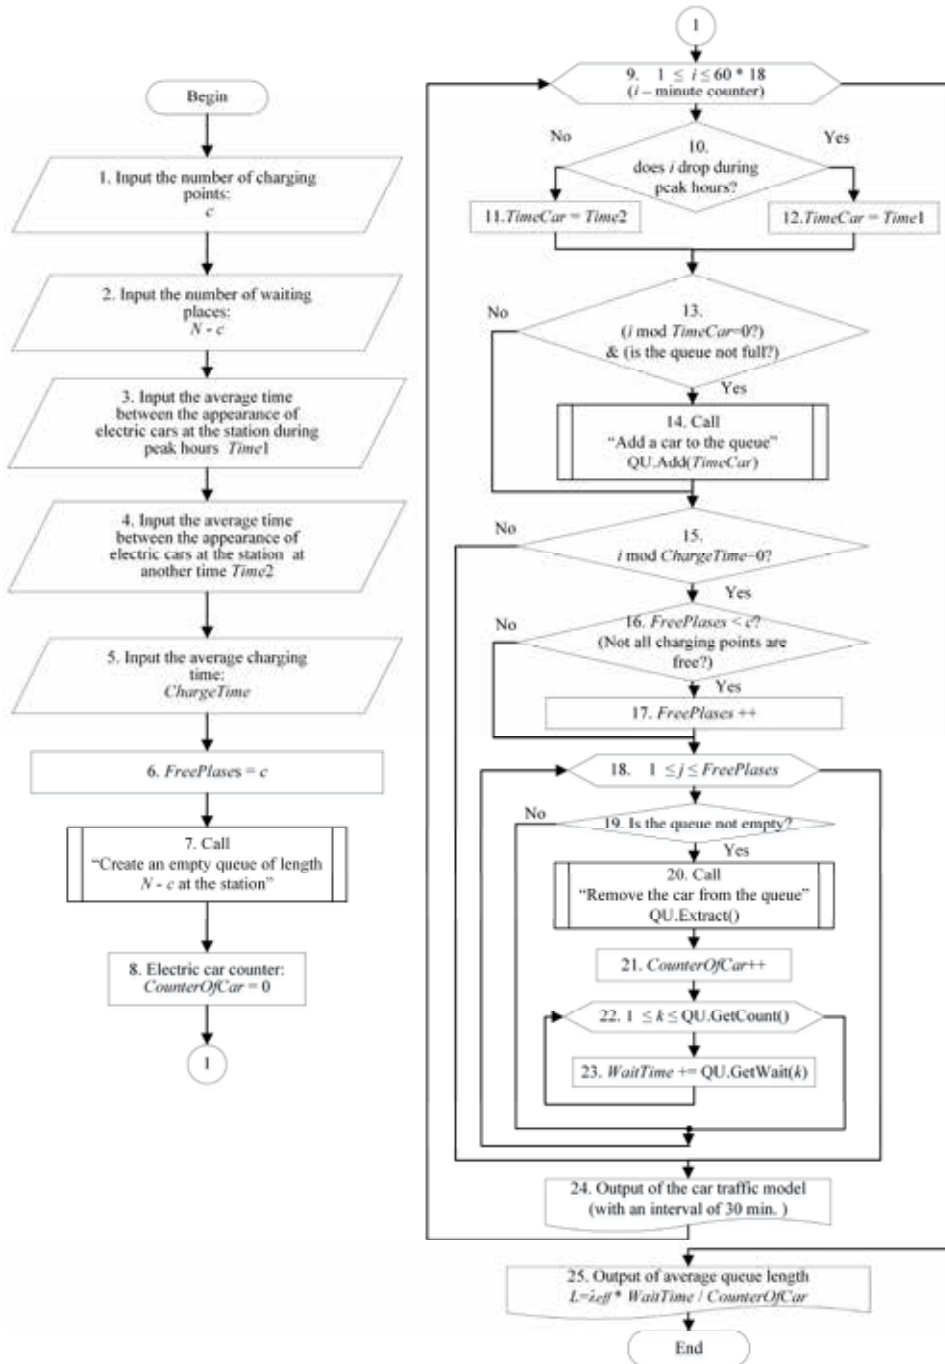 Begin
1. Input the number of charging
points:
c
2. Input the number of waiting
places:
N - c
3. Input the average time
between the appearance of
electric cars at the station during
peak hours Time1
4. Input the average time
between the appearance of
electric cars at the station at
another time Time2
5. Input the average charging
time:
ChargeTime
6. FreePlases = c
7. Call
“Create an empty queue of length
N - c at the station”
8. Electric car counter:
CounterOfCar = 0
1
1
9. 1 ≤ i ≤ 60 * 18
(i – minute counter)
No
Yes
10.
does i drop during
peak hours?
11.TimeCar = Time2
12.TimeCar = Time1
No
13.
(i mod TimeCar=0?)
& (is the queue not full?)
Yes
14. Call
“Add a car to the queue”
QU.Add(TimeCar)
No
15.
i mod ChargeTime=0?
Yes
No
16. FreePlases < c?
(Not all charging points are
free?)
Yes
17. FreePlases ++
18. 1 ≤ j ≤ FreePlases
No
19. Is the queue not empty?
Yes
20. Call
“Remove the car from the queue”
QU.Extract()
21. CounterOfCar++
22. 1 ≤ k ≤ QU.GetCount()
23. WaitTime += QU.GetWait(k)
24. Output of the car traffic model
(with an interval of 30 min. )
25. Output of average queue length
L=λeff * WaitTime / CounterOfCar
End